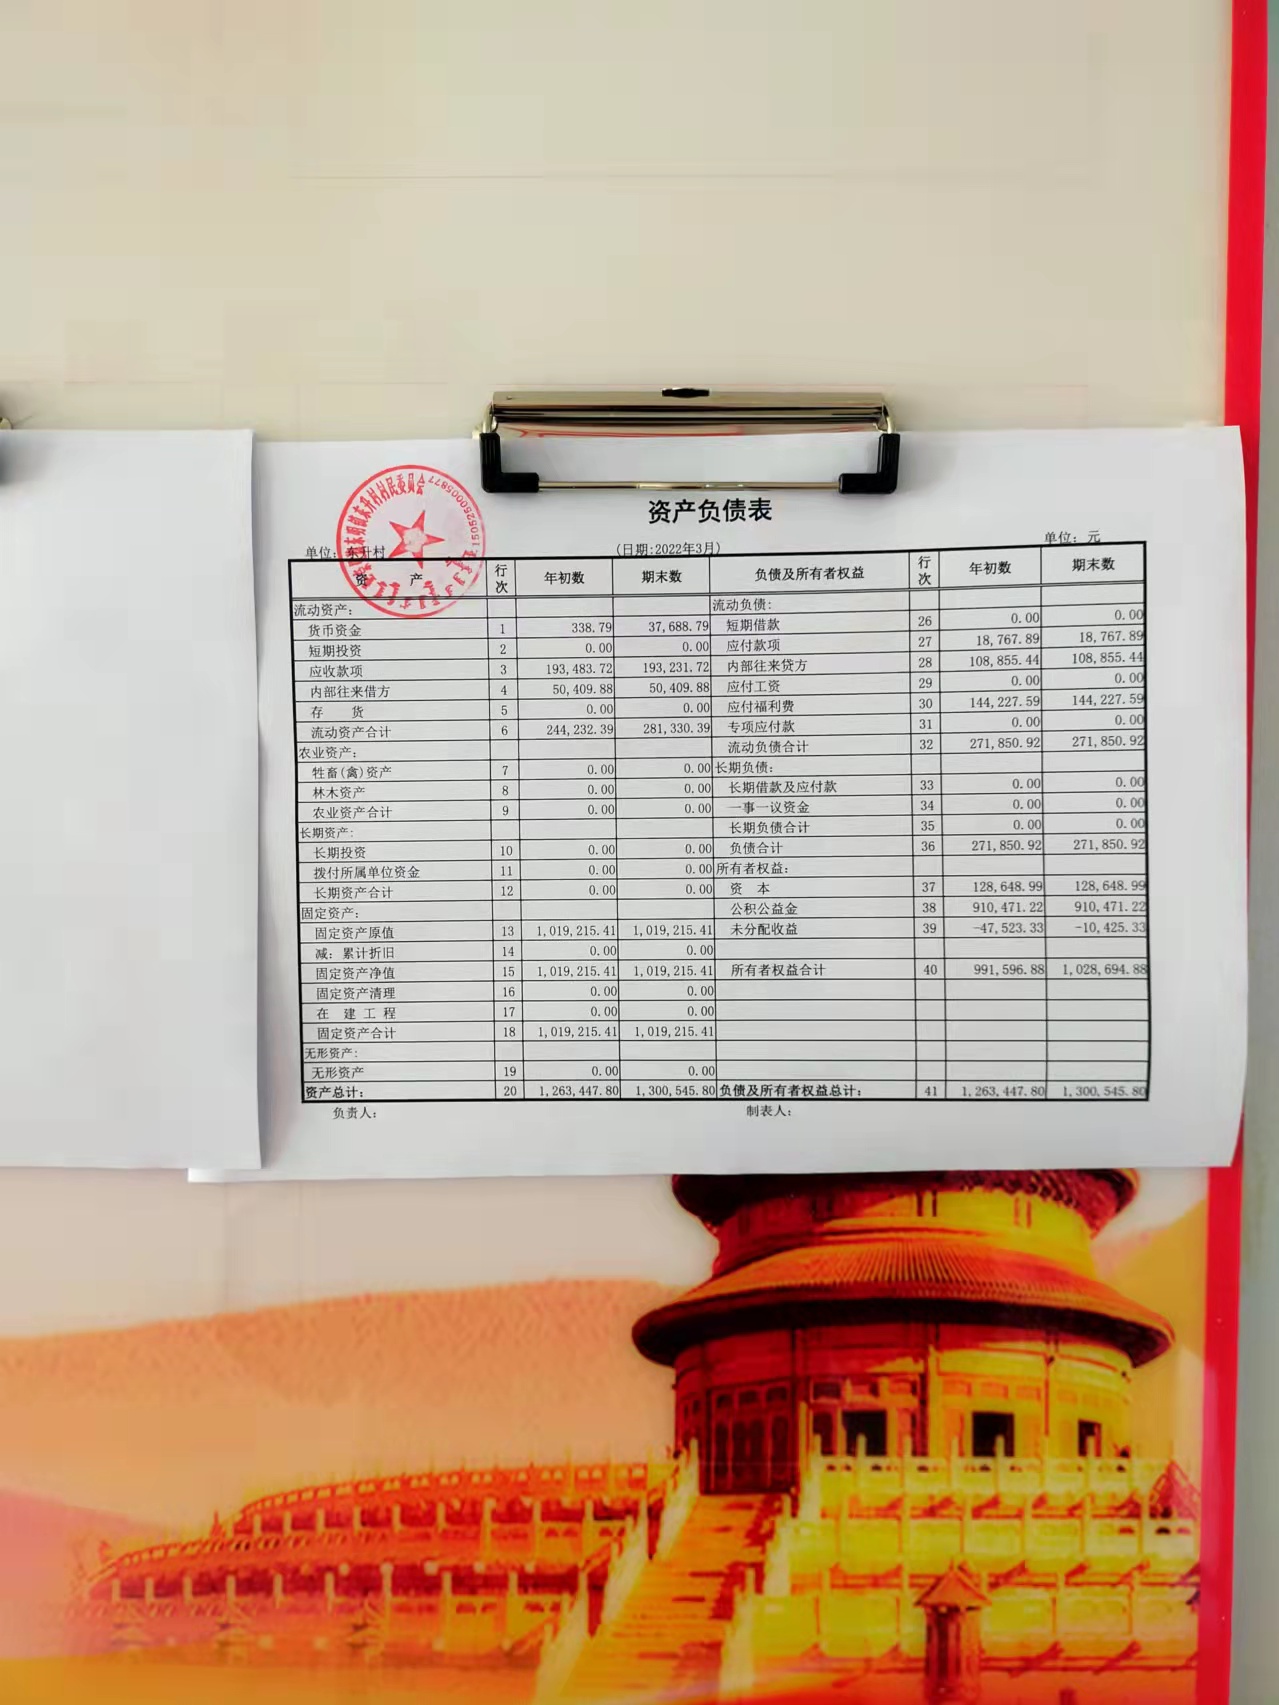 资产负债表
单位：东升村 (日期:2022年3月) 单位：元
资 产 行次 年初数 期末数 负债及所有者权益 行次 年初数 期末数
流动资产： 流动负债：
货币资金 1 338.79 37,688.79 短期借款 26 0.00 0.00
短期投资 2 0.00 0.00 应付款项 27 18,767.89 18,767.89
应收款项 3 193,483.72 193,231.72 内部往来贷方 28 108,855.44 108,855.44
内部往来借方 4 50,409.88 50,409.88 应付工资 29 0.00 0.00
存 货 5 0.00 0.00 应付福利费 30 144,227.59 144,227.59
流动资产合计 6 244,232.39 281,330.39 专项应付款 31 0.00 0.00
农业资产： 流动负债合计 32 271,850.92 271,850.92
牲畜(禽)资产 7 0.00 0.00 长期负债：
林木资产 8 0.00 0.00 长期借款及应付款 33 0.00 0.00
农业资产合计 9 0.00 0.00 一事一议资金 34 0.00 0.00
长期资产： 长期负债合计 35 0.00 0.00
长期投资 10 0.00 0.00 负债合计 36 271,850.92 271,850.92
拨付所属单位资金 11 0.00 0.00 所有者权益：
长期资产合计 12 0.00 0.00 资 本 37 128,648.99 128,648.99
固定资产： 公积公益金 38 910,471.22 910,471.22
固定资产原值 13 1,019,215.41 1,019,215.41 未分配收益 39 -47,523.33 -10,425.33
减：累计折旧 14 0.00 0.00
固定资产净值 15 1,019,215.41 1,019,215.41 所有者权益合计 40 991,596.88 1,028,694.88
固定资产清理 16 0.00 0.00
在 建 工 程 17 0.00 0.00
固定资产合计 18 1,019,215.41 1,019,215.41
无形资产：
无形资产 19 0.00 0.00
资产总计： 20 1,263,447.80 1,300,545.80 负债及所有者权益总计： 41 1,263,447.80 1,300,545.80
负责人： 制表人：
东明镇东升村村民委员会
1505250005877